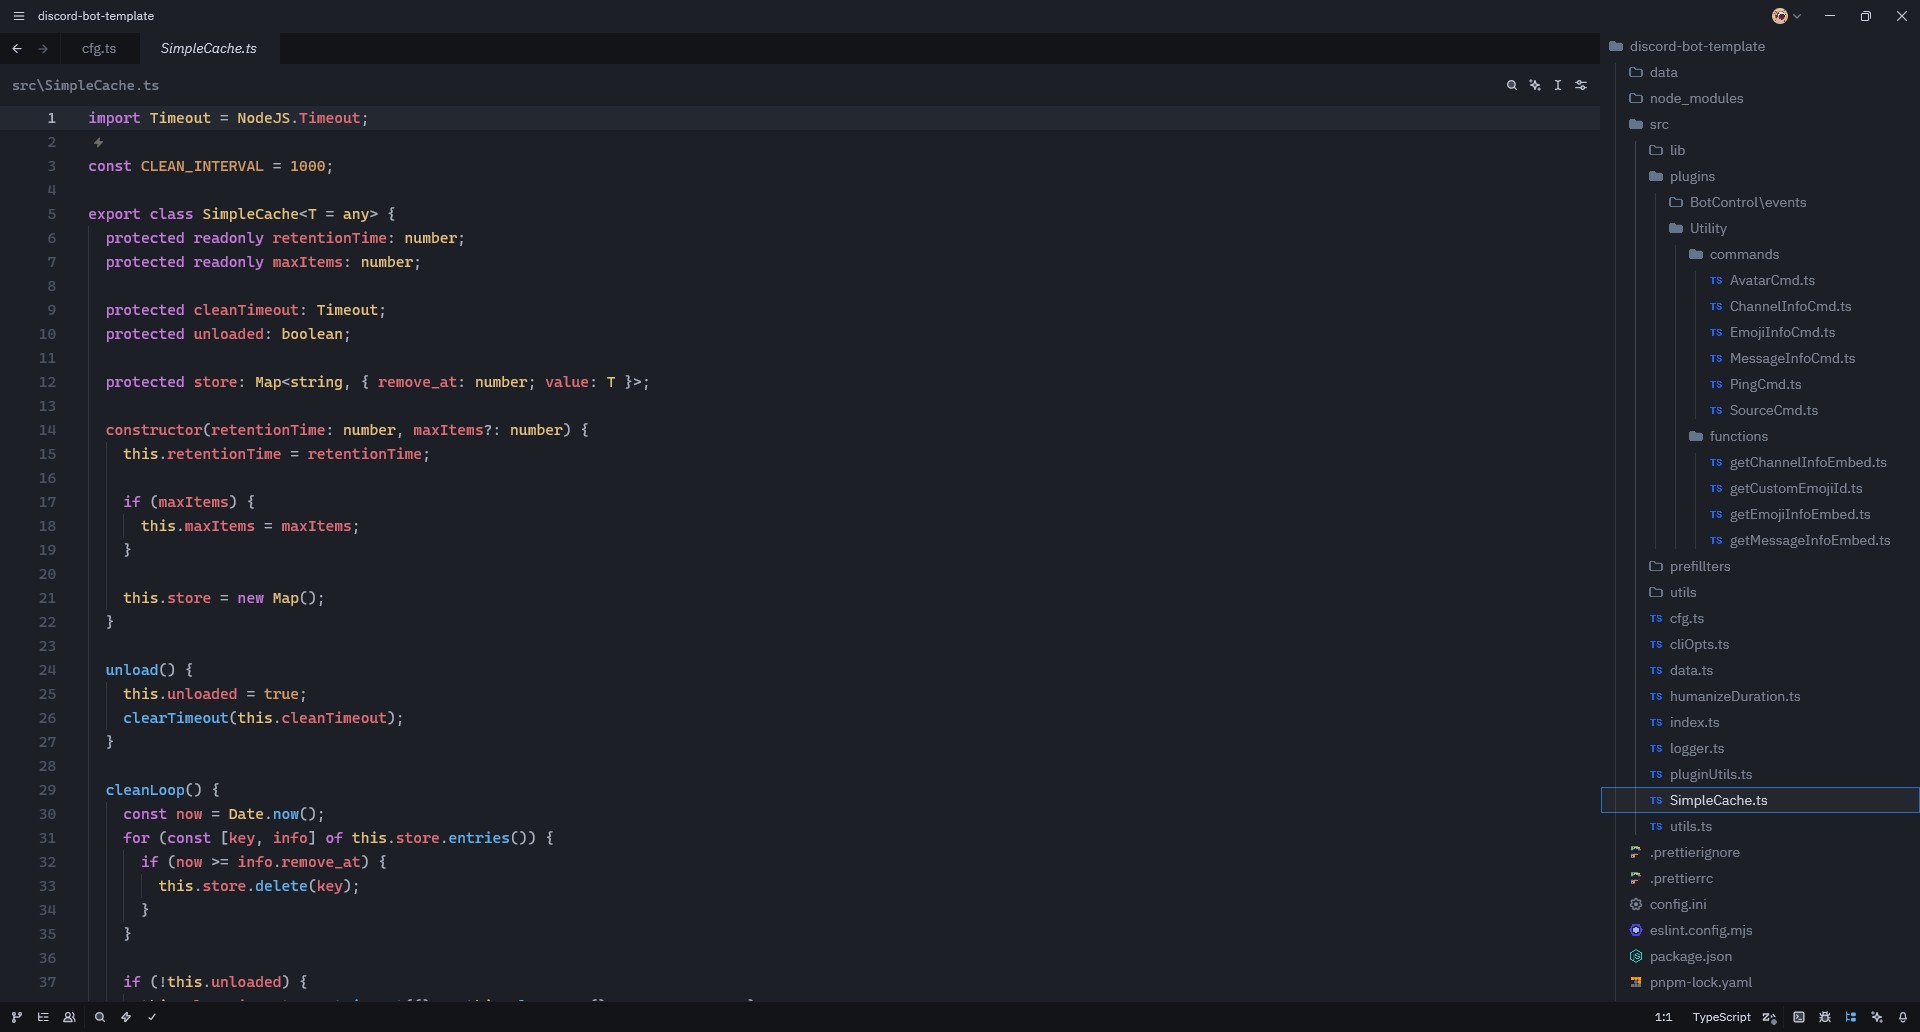 discord-bot-template
cfg.ts
SimpleCache.ts
src\SimpleCache.ts
1 import Timeout = NodeJS.Timeout;
2
3 const CLEAN_INTERVAL = 1000;
4
5 export class SimpleCache<T = any> {
6 protected readonly retentionTime: number;
7 protected readonly maxItems: number;
8
9 protected cleanTimeout: Timeout;
10 protected unloaded: boolean;
11
12 protected store: Map<string, { remove_at: number; value: T }>;
13
14 constructor(retentionTime: number, maxItems?: number) {
15 this.retentionTime = retentionTime;
16
17 if (maxItems) {
18 this.maxItems = maxItems;
19 }
20
21 this.store = new Map();
22 }
23
24 unload() {
25 this.unloaded = true;
26 clearTimeout(this.cleanTimeout);
27 }
28
29 cleanLoop() {
30 const now = Date.now();
31 for (const [key, info] of this.store.entries()) {
32 if (now >= info.remove_at) {
33 this.store.delete(key);
34 }
35 }
36
37 if (!this.unloaded) {
discord-bot-template
data
node_modules
src
lib
plugins
BotControl\events
Utility
commands
TS AvatarCmd.ts
TS ChannelInfoCmd.ts
TS EmojiInfoCmd.ts
TS MessageInfoCmd.ts
TS PingCmd.ts
TS SourceCmd.ts
functions
TS getChannelInfoEmbed.ts
TS getCustomEmojiId.ts
TS getEmojiInfoEmbed.ts
TS getMessageInfoEmbed.ts
prefillters
utils
TS cfg.ts
TS cliOpts.ts
TS data.ts
TS humanizeDuration.ts
TS index.ts
TS logger.ts
TS pluginUtils.ts
TS SimpleCache.ts
TS utils.ts
.prettierignore
.prettierrc
config.ini
eslint.config.mjs
package.json
pnpm-lock.yaml
1:1 TypeScript